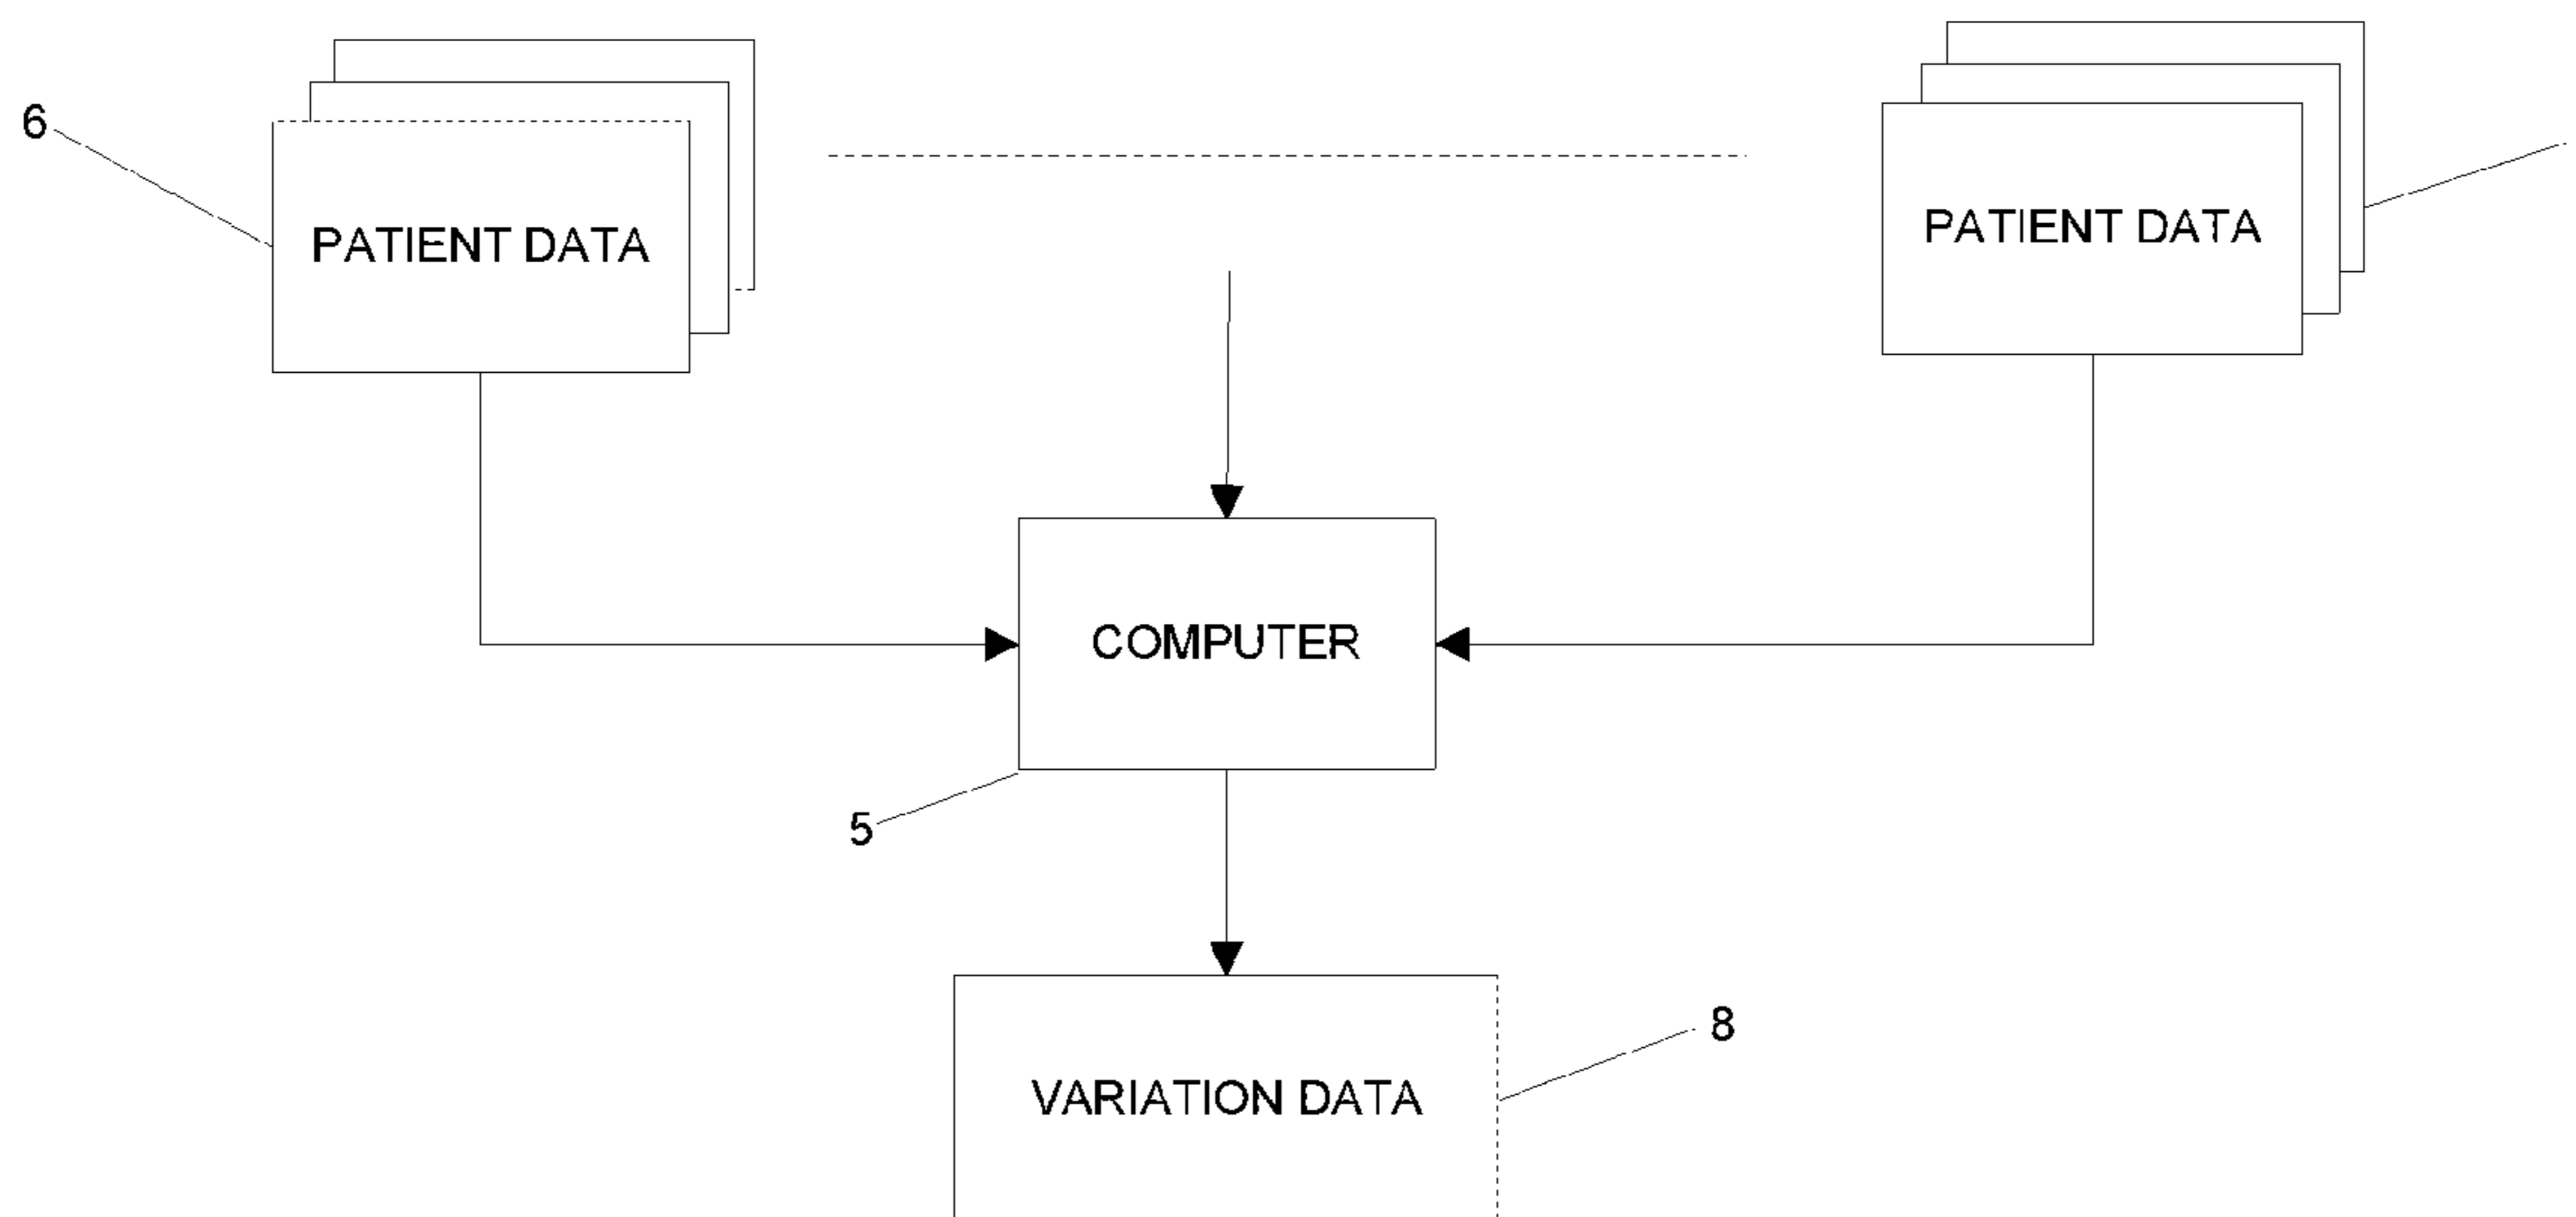 6
PATIENT DATA
PATIENT DATA
COMPUTER
5
8
VARIATION DATA